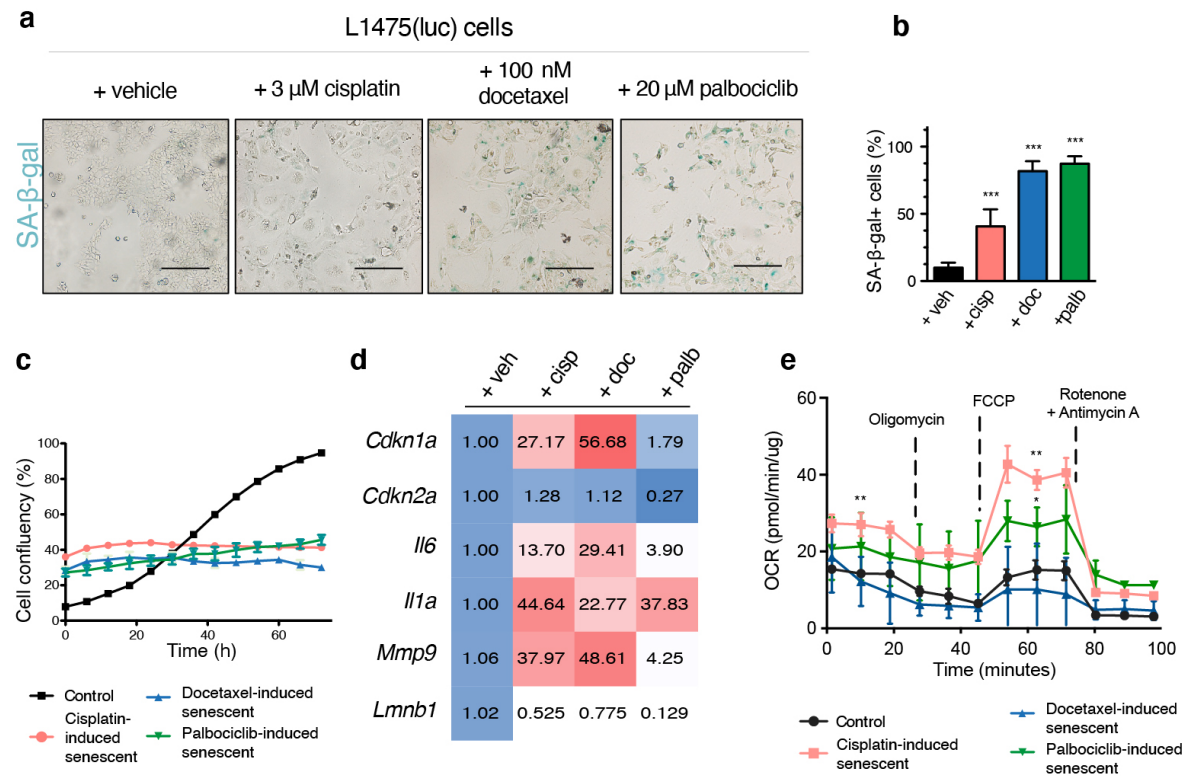 a
L1475(luc) cells
+ vehicle
+ 3 µM cisplatin
+ 100 nM
docetaxel
+ 20 µM palbociclib
SA-β-gal
b
SA-β-gal+ cells (%)
100
50
0
+ veh
+ cisp
+ doc
+palb
***
***
***
c
Cell confluency (%)
100
80
60
40
20
0
0
20
40
60
Time (h)
Control
Cisplatin-
induced
senescent
Docetaxel-induced
senescent
Palbociclib-induced
senescent
d
+ veh
+ cisp
+ doc
+ palb
Cdkn1a 1.00 27.17 56.68 1.79
Cdkn2a 1.00 1.28 1.12 0.27
Il6 1.00 13.70 29.41 3.90
Il1a 1.00 44.64 22.77 37.83
Mmp9 1.06 37.97 48.61 4.25
Lmnb1 1.02 0.525 0.775 0.129
e
OCR (pmol/min/ug)
60
40
20
0
0
20
40
60
80
100
Time (minutes)
Oligomycin
FCCP
Rotenone
+ Antimycin A
**
**
*
Control
Cisplatin-induced
senescent
Docetaxel-induced
senescent
Palbociclib-induced
senescent